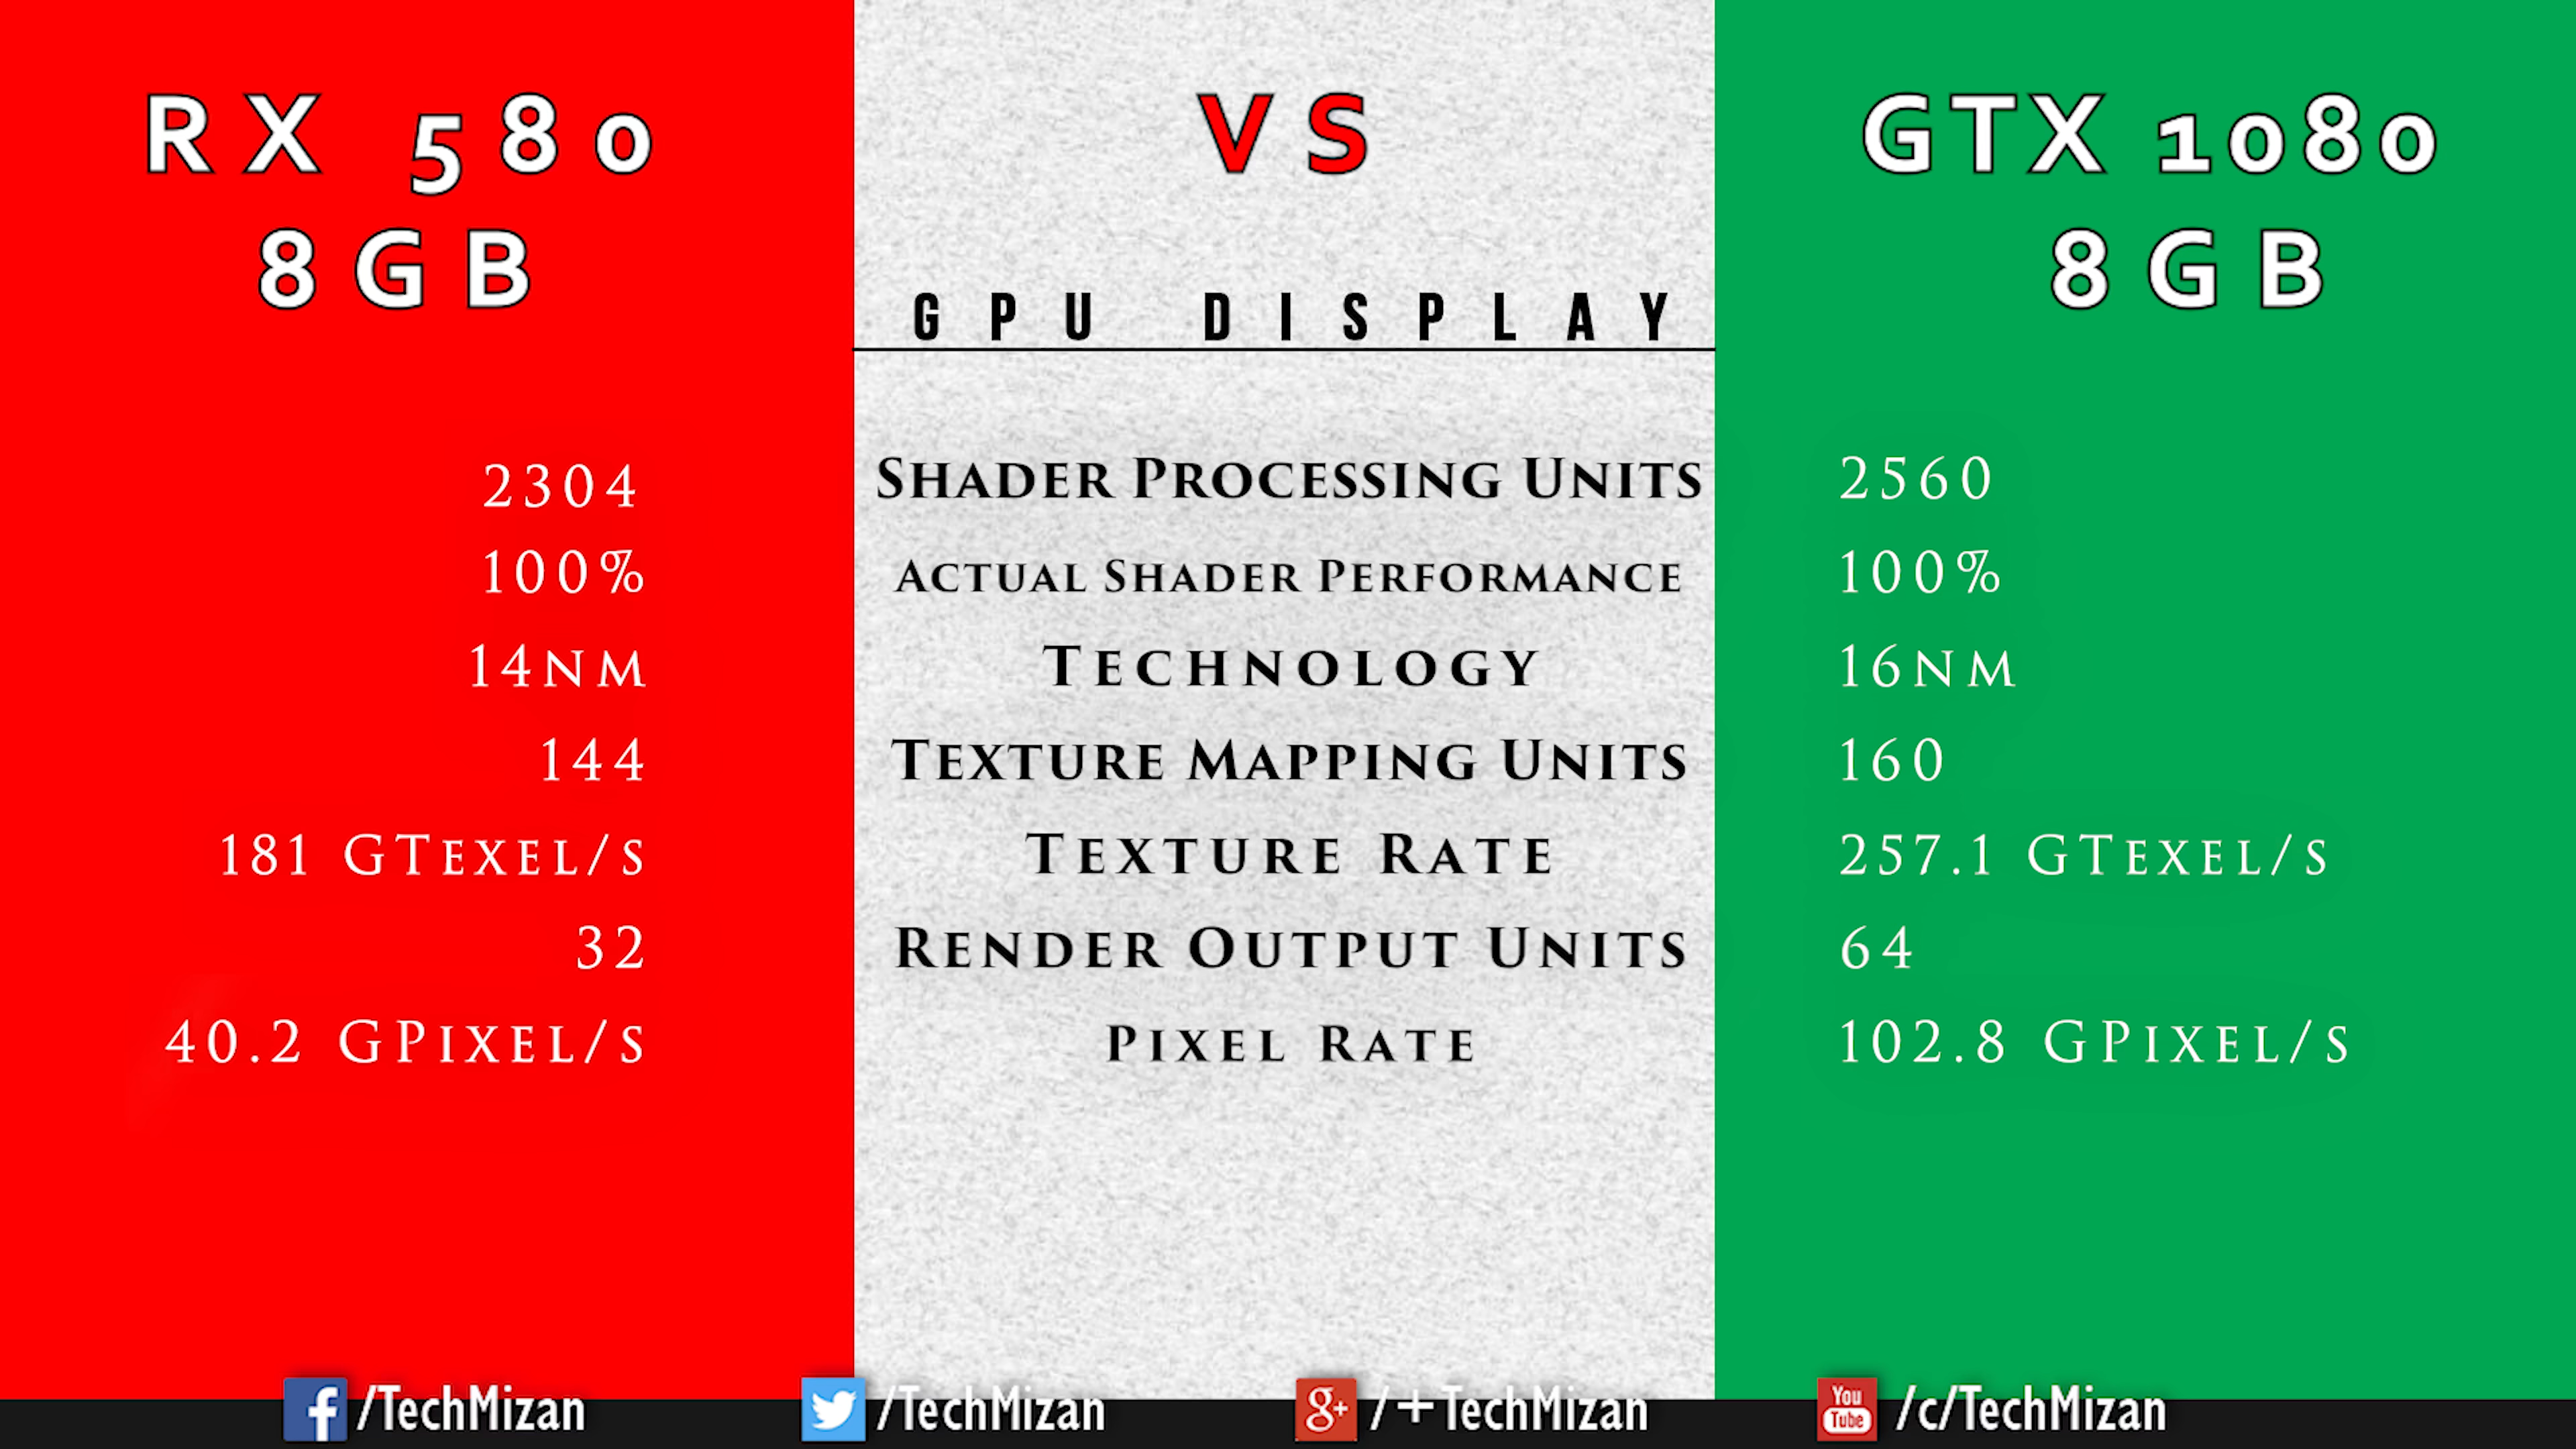 RX 580 VS GTX 1080
8GB 8GB
GPU DISPLAY
2304 SHADER PROCESSING UNITS 2560
100% ACTUAL SHADER PERFORMANCE 100%
14NM TECHNOLOGY 16NM
144 TEXTURE MAPPING UNITS 160
181 GTEXEL/S TEXTURE RATE 257.1 GTEXEL/S
32 RENDER OUTPUT UNITS 64
40.2 GPIXEL/S PIXEL RATE 102.8 GPIXEL/S
f /TechMizan /TechMizan g+ /+TechMizan You Tube /c/TechMizan